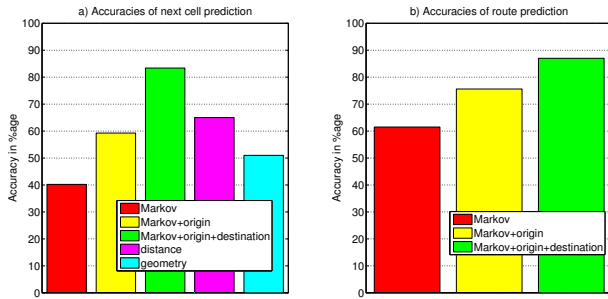 a) Accuracies of next cell prediction
100
90
80
70
60
50
40
30
20
10
0
Accuracy in %age
Markov
Markov+origin
Markov+origin+destination
distance
geometry
b) Accuracies of route prediction
100
90
80
70
60
50
40
30
20
10
0
Accuracy in %age
Markov
Markov+origin
Markov+origin+destination